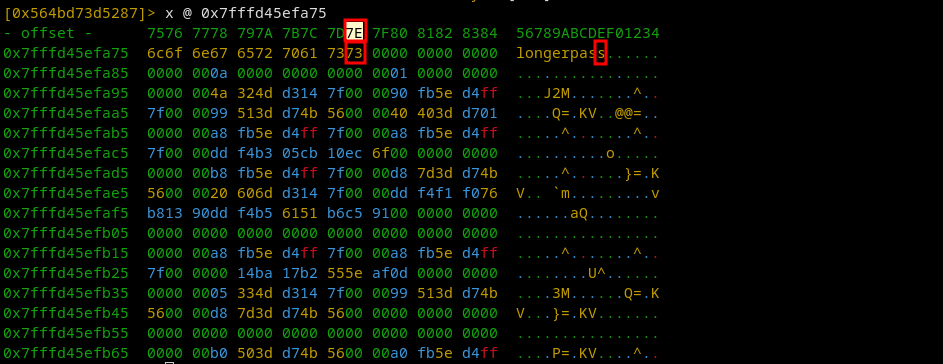 [0x564bd73d5287]> x @ 0x7fffd45efa75
- offset -   7576 7778 797A 7B7C 7D7E 7F80 8182 8384  56789ABCDEF01234
0x7fffd45efa75  6c6f 6e67 6572 7061 7373 0000 0000 0000  longerpass......
0x7fffd45efa85  0000 000a 0000 0000 0000 0001 0000 0000  ................
0x7fffd45efa95  0000 004a 324d d314 7f00 0090 fb5e d4ff  ...J2M.......^..
0x7fffd45efaa5  7f00 0099 513d d74b 5600 0040 403d d701  ....Q=.KV..@@=..
0x7fffd45efab5  0000 00a8 fb5e d4ff 7f00 00a8 fb5e d4ff  .....^.......^..
0x7fffd45efac5  7f00 00dd f4b3 05cb 10ec 6f00 0000 0000  ..........o.....
0x7fffd45efad5  0000 00b8 fb5e d4ff 7f00 00d8 7d3d d74b  .....^......}=.K
0x7fffd45efae5  5600 0020 606d d314 7f00 00dd f4f1 f076  V.. `m.........v
0x7fffd45efaf5  b813 90dd f4b5 6151 b6c5 9100 0000 0000  ......aQ........
0x7fffd45efb05  0000 0000 0000 0000 0000 0000 0000 0000  ................
0x7fffd45efb15  0000 00a8 fb5e d4ff 7f00 00a8 fb5e d4ff  .....^.......^..
0x7fffd45efb25  7f00 0000 14ba 17b2 555e af0d 0000 0000  ........U^......
0x7fffd45efb35  0000 0005 334d d314 7f00 0099 513d d74b  ....3M......Q=.K
0x7fffd45efb45  5600 00d8 7d3d d74b 5600 0000 0000 0000  V...}=.KV.......
0x7fffd45efb55  0000 0000 0000 0000 0000 0000 0000 0000  ................
0x7fffd45efb65  0000 00b0 503d d74b 5600 00a0 fb5e d4ff  ....P=.KV....^..